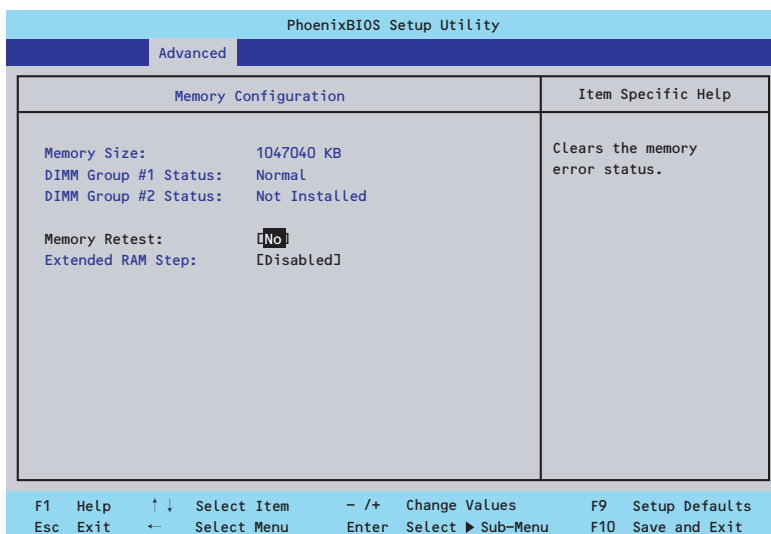 PhoenixBIOS Setup Utility
Advanced
Memory Configuration
Item Specific Help
Memory Size: 1047040 KB
DIMM Group #1 Status: Normal
DIMM Group #2 Status: Not Installed
Memory Retest: [No]
Extended RAM Step: [Disabled]
Clears the memory
error status.
F1 Help ↑↓ Select Item - /+ Change Values F9 Setup Defaults
Esc Exit ← Select Menu Enter Select ▶ Sub-Menu F10 Save and Exit